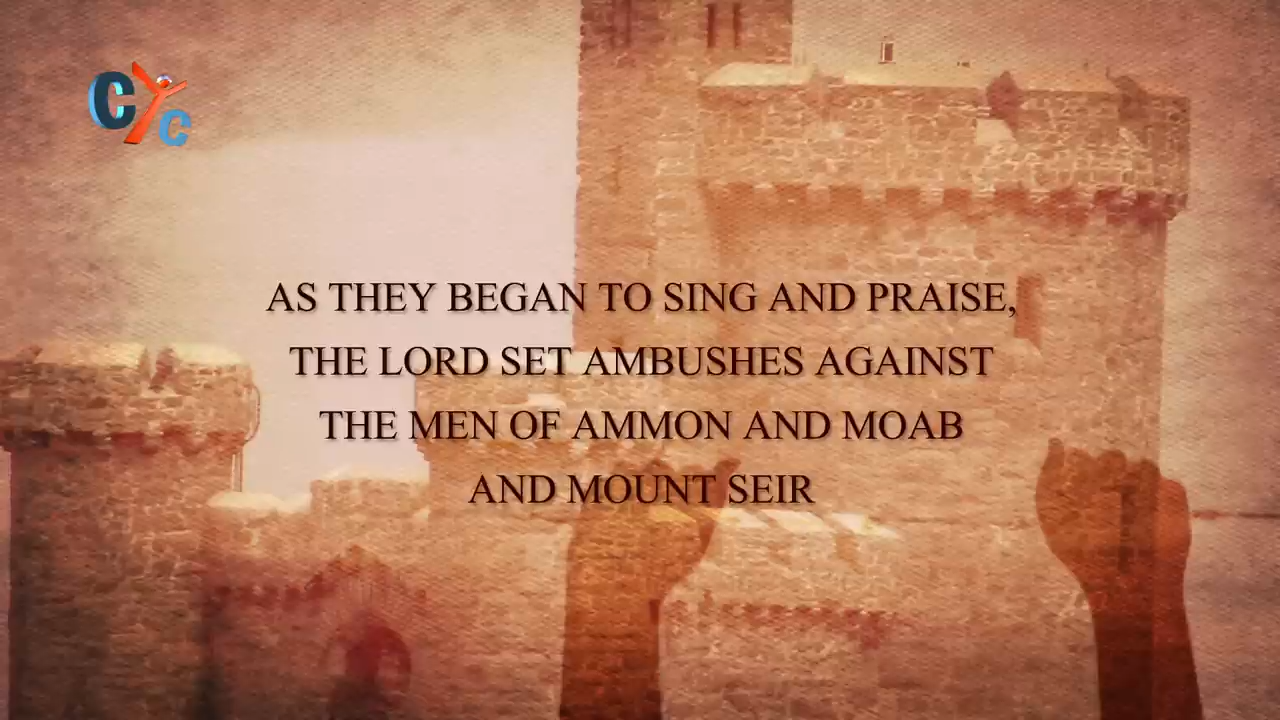 CYC
AS THEY BEGAN TO SING AND PRAISE,
THE LORD SET AMBUSHES AGAINST
THE MEN OF AMMON AND MOAB
AND MOUNT SEIR